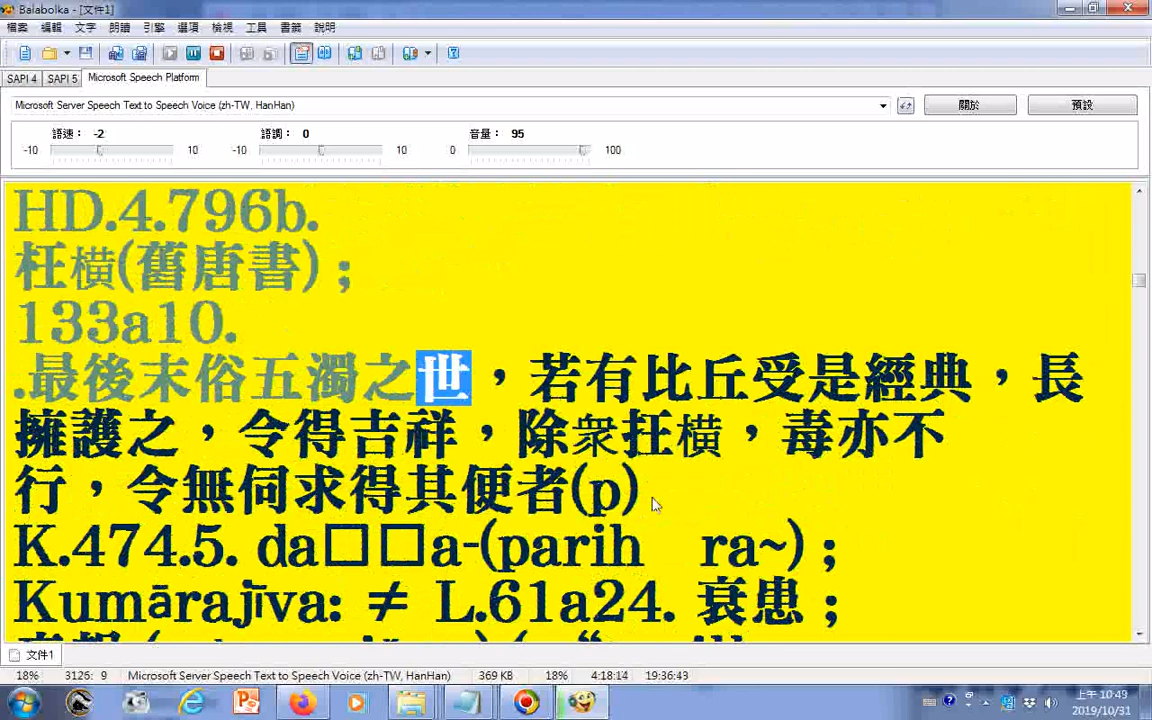 Balabolka - [文件1]
檔案 編輯 文字 朗讀 引擎 選項 檢視 工具 書籤 說明
SAPI 4 SAPI 5 Microsoft Speech Platform
Microsoft Server Speech Text to Speech Voice (zh-TW, HanHan) 關於 預設
語速： -2 語調： 0 音量： 95
-10 10 -10 10 0 100
HD.4.796b.
枉橫(舊唐書)；
133a10.
.最後末俗五濁之世，若有比丘受是經典，長
擁護之，令得吉祥，除衆抂橫，毒亦不
行，令無伺求得其便者(p)
K.474.5. da□□a-(parih ra~)；
Kumārajīva: ≠ L.61a24. 衰患；
文件1
18% 3126: 9 Microsoft Server Speech Text to Speech Voice (zh-TW, HanHan) 369 KB 18% 4:18:14 19:36:43
上午 10:49
2019/10/31